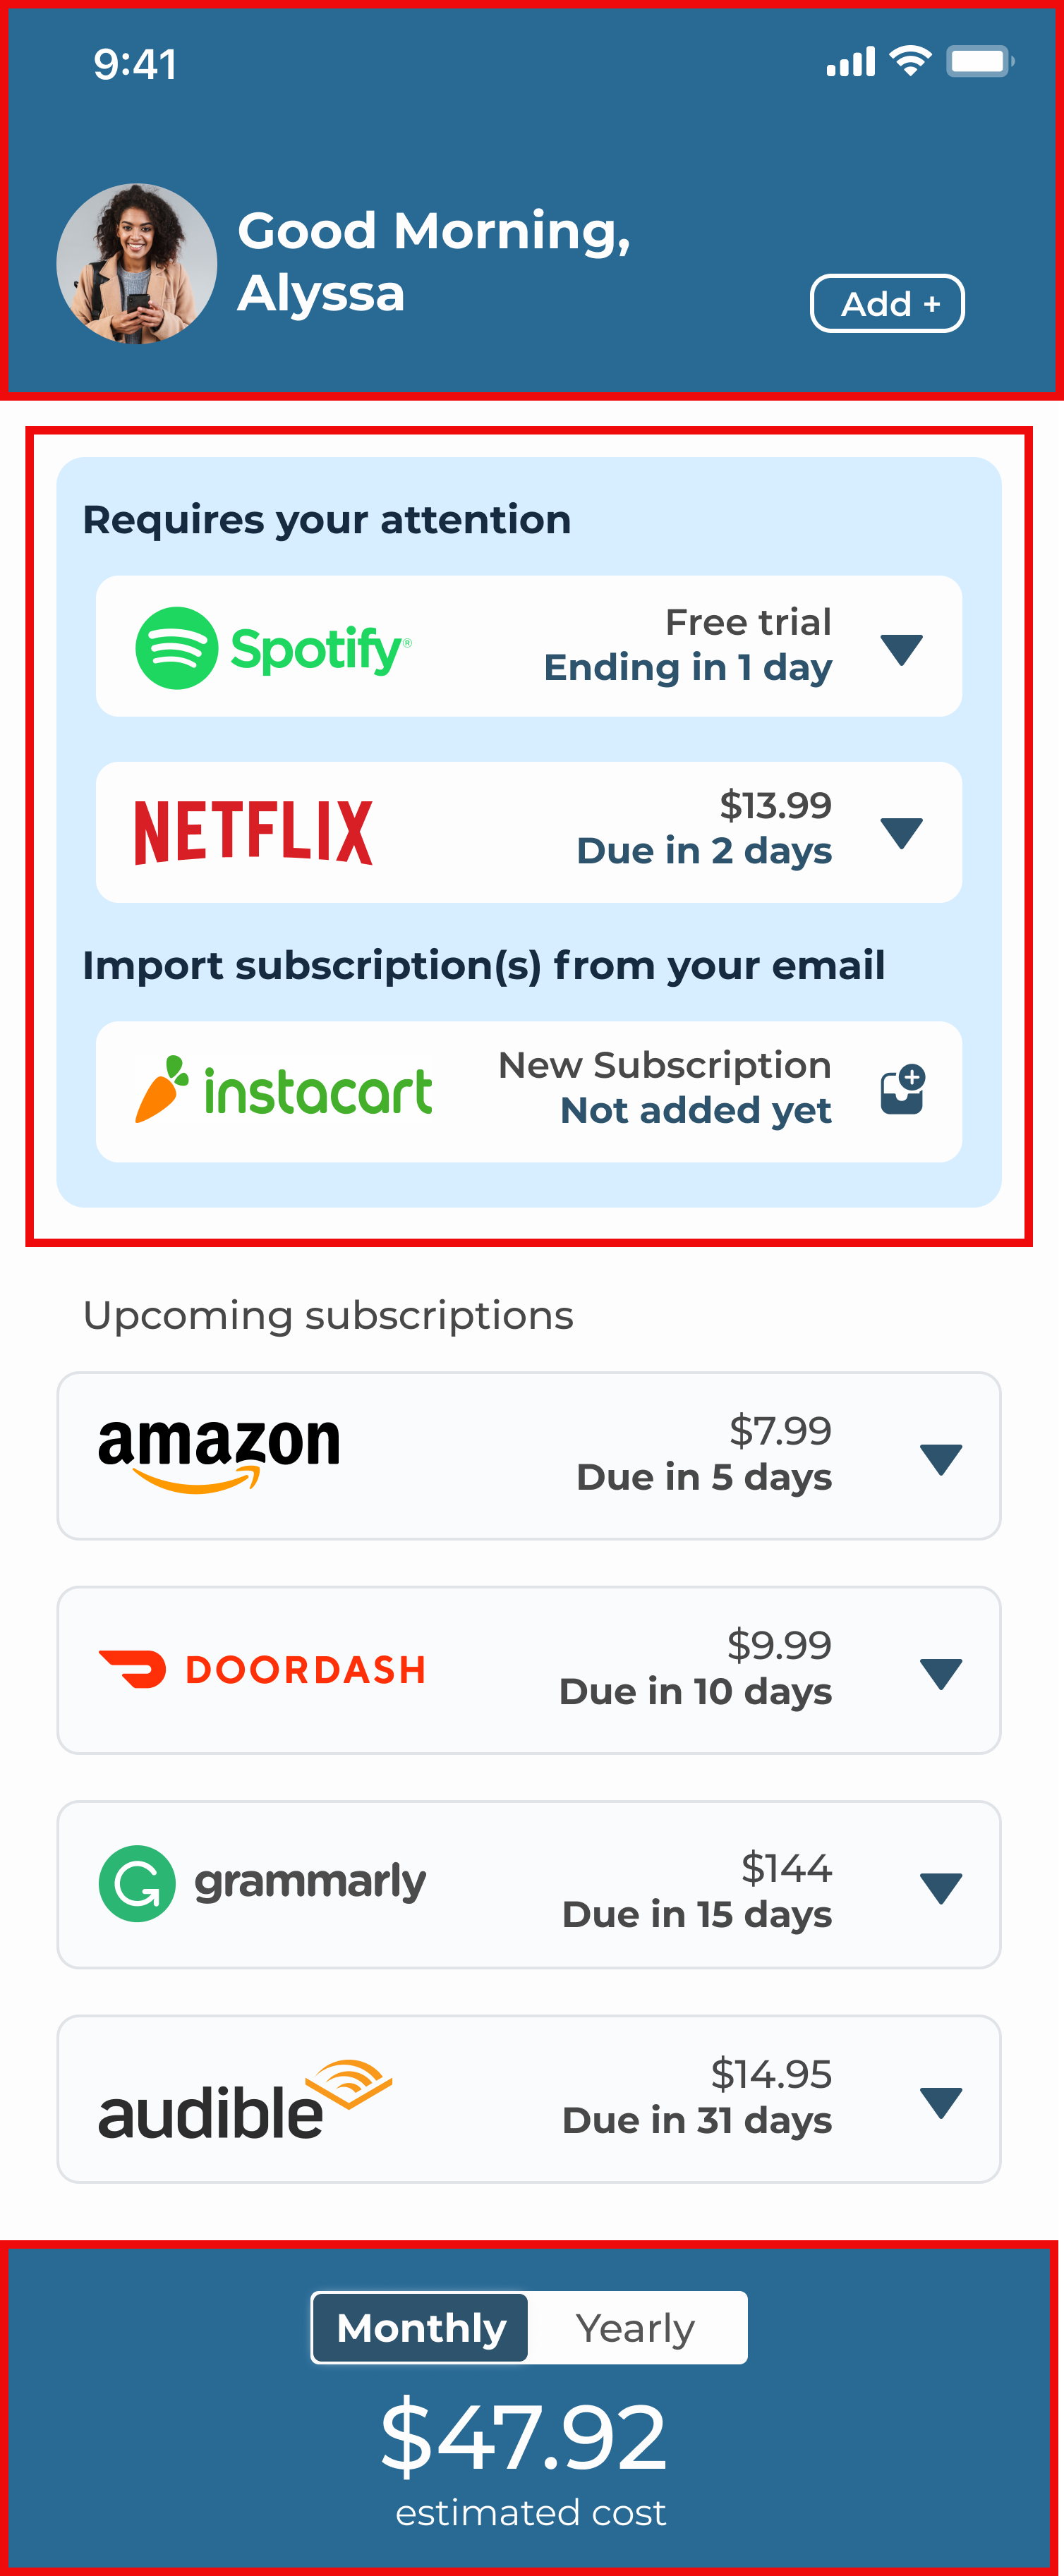 9:41
Good Morning,
Alyssa
Add +
Requires your attention
Spotify®
Free trial
Ending in 1 day
NETFLIX
$13.99
Due in 2 days
Import subscription(s) from your email
instacart
New Subscription
Not added yet
Upcoming subscriptions
amazon
$7.99
Due in 5 days
DOORDASH
$9.99
Due in 10 days
grammarly
$144
Due in 15 days
audible
$14.95
Due in 31 days
Monthly Yearly
$47.92
estimated cost